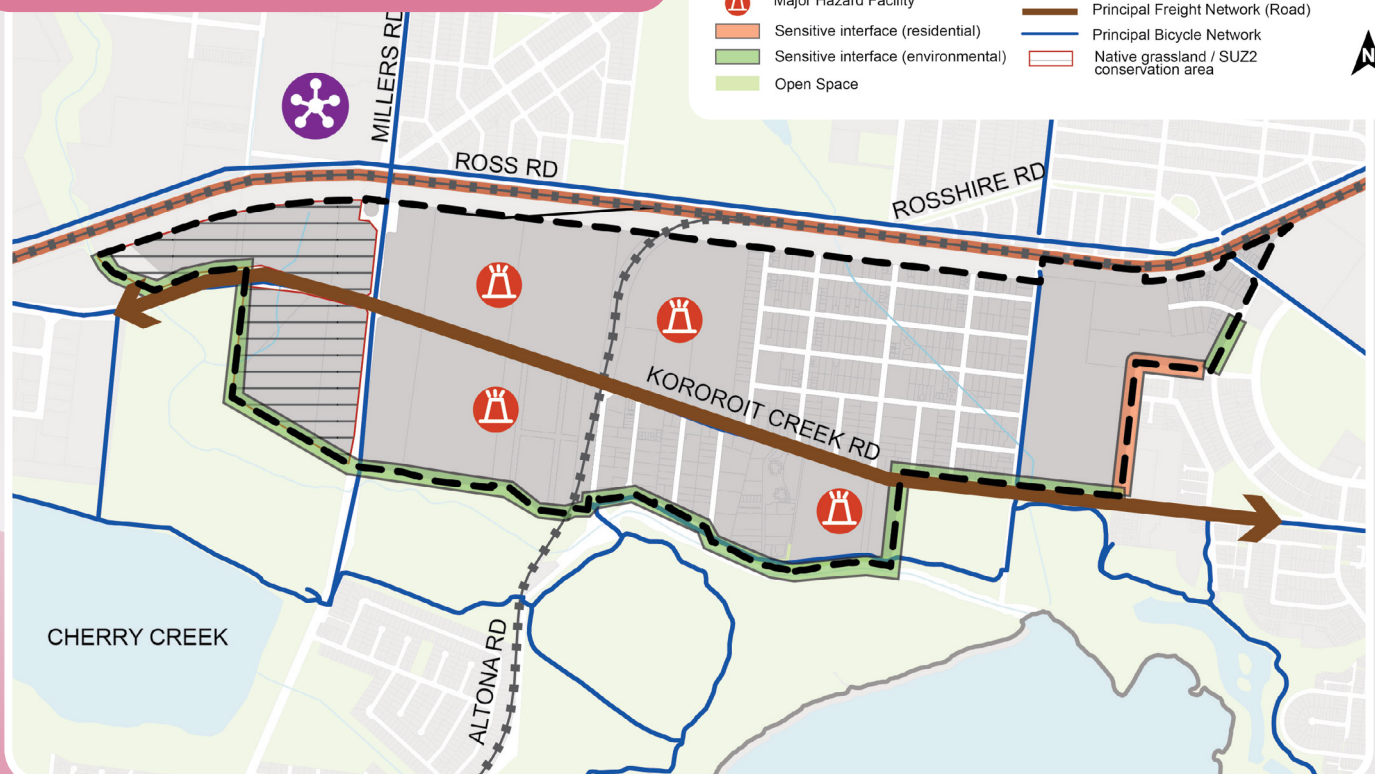 Major Hazard Facility
Sensitive interface (residential)
Sensitive interface (environmental)
Open Space
Principal Freight Network (Road)
Principal Bicycle Network
Native grassland / SUZ2
conservation area
N
MILLERS RD
ROSS RD
ROSSHIRE RD
KOROROIT CREEK RD
CHERRY CREEK
ALTONA RD